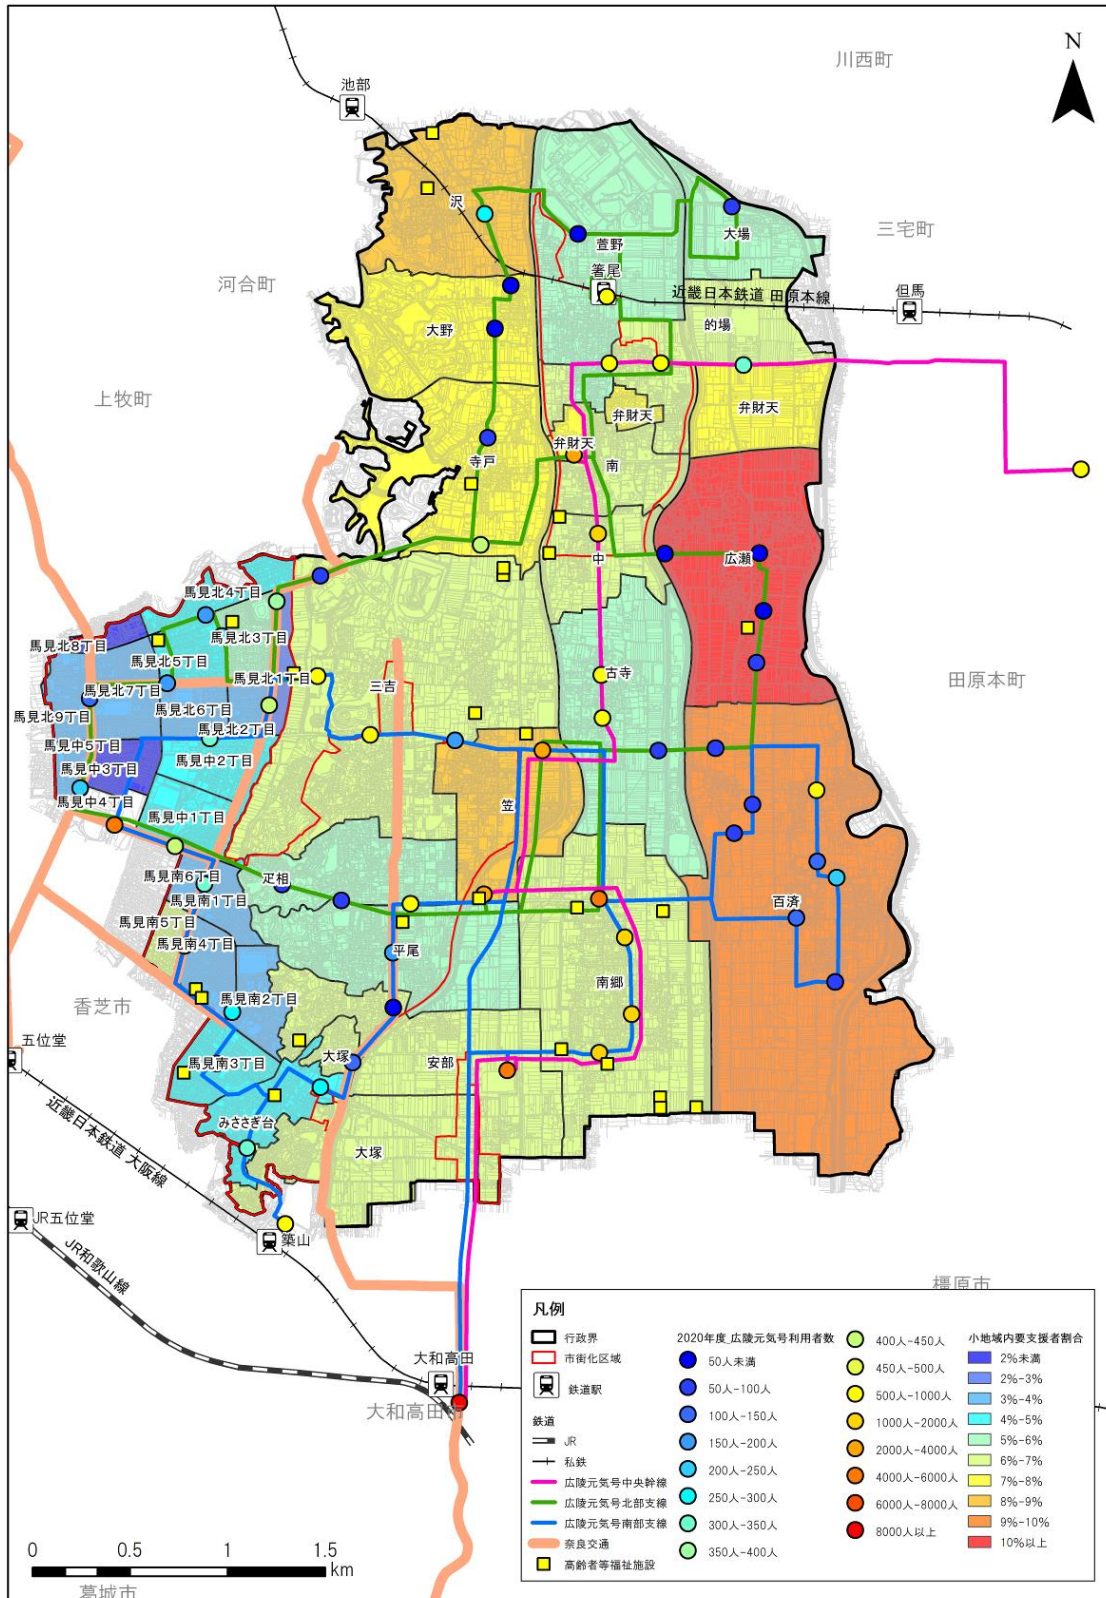 N
川西町
池部
沢
大場
三宅町
萱野
箸尾
近畿日本鉄道 田原本線
但馬
河合町
大野
的場
上牧町
弁財天
弁財天
弁財天
寺戸
南
中
広瀬
馬見北4丁目
馬見北3丁目
馬見北8丁目
馬見北5丁目
馬見北1丁目
古寺
三吉
田原本町
馬見北7丁目
馬見北9丁目
馬見北6丁目
馬見北2丁目
馬見中5丁目
馬見中2丁目
馬見中3丁目
馬見中4丁目
馬見中1丁目
笠
疋相
馬見南6丁目
馬見南1丁目
馬見南5丁目
百済
馬見南4丁目
平尾
南郷
香芝市
馬見南2丁目
五位堂
馬見南3丁目
大塚
安部
みささぎ台
近畿日本鉄道 大阪線
大塚
JR五位堂
築山
JR和歌山線
橿原市
大和高田
大和高田市
葛城市
0 0.5 1 1.5
km
凡例
行政界
市街化区域
鉄道駅
鉄道
JR
私鉄
広陵元気号中央幹線
広陵元気号北部支線
広陵元気号南部支線
奈良交通
高齢者等福祉施設
2020年度_広陵元気号利用者数
50人未満
50人-100人
100人-150人
150人-200人
200人-250人
250人-300人
300人-350人
350人-400人
400人-450人
450人-500人
500人-1000人
1000人-2000人
2000人-4000人
4000人-6000人
6000人-8000人
8000人以上
小地域内要支援者割合
2%未満
2%-3%
3%-4%
4%-5%
5%-6%
6%-7%
7%-8%
8%-9%
9%-10%
10%以上